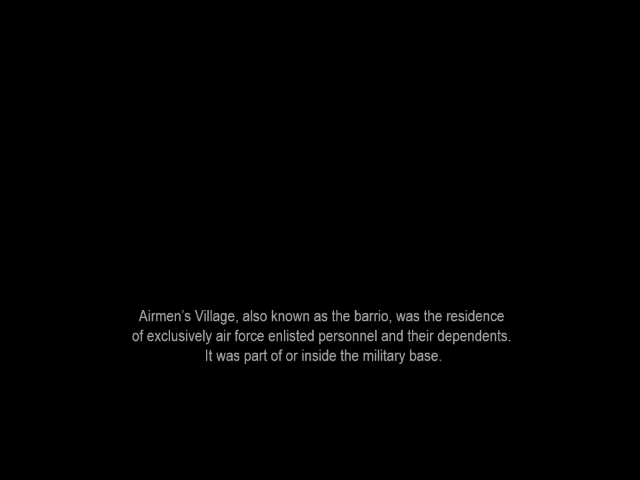 Airmen's Village, also known as the barrio, was the residence
of exclusively air force enlisted personnel and their dependents.
It was part of or inside the military base.